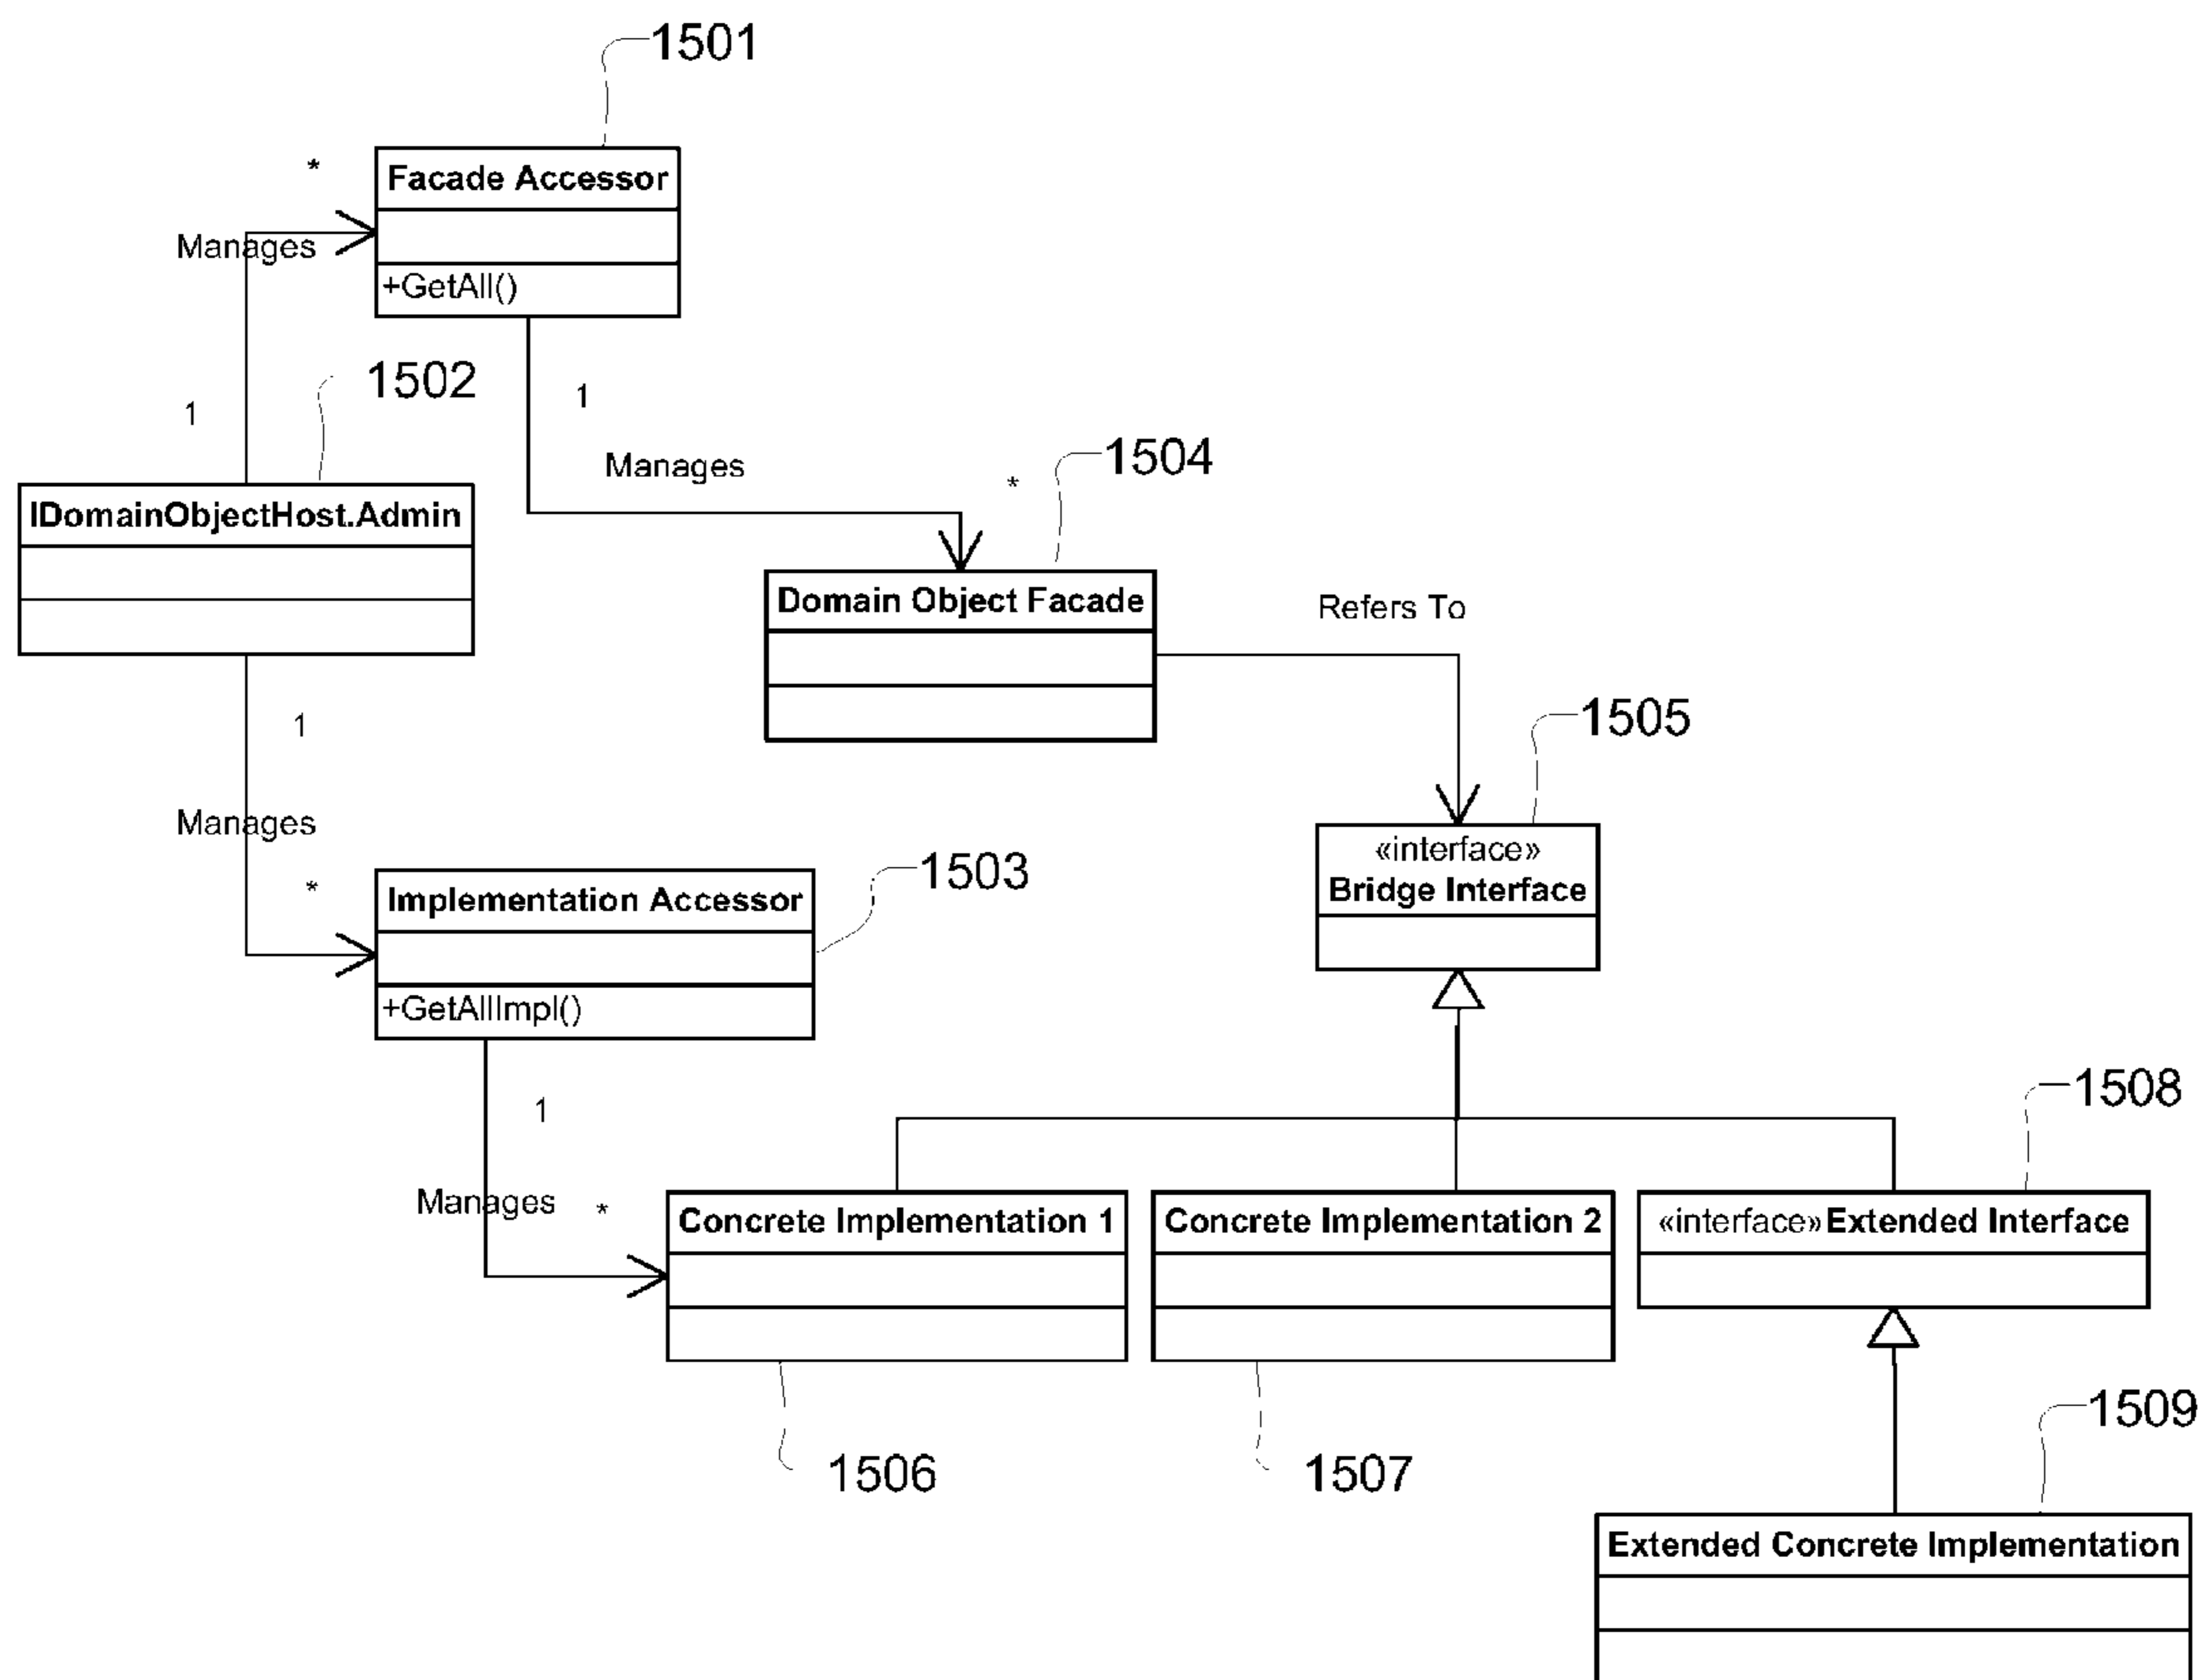 1501
*
Facade Accessor
Manages
+GetAll()
1502
1
1
Manages
1504
*
IDomainObjectHost.Admin
Domain Object Facade
Refers To
1
1505
Manages
«interface»
Bridge Interface
1503
*
Implementation Accessor
+GetAllImpl()
1508
1
Manages
*
Concrete Implementation 1
Concrete Implementation 2
«interface»Extended Interface
1509
1506
1507
Extended Concrete Implementation